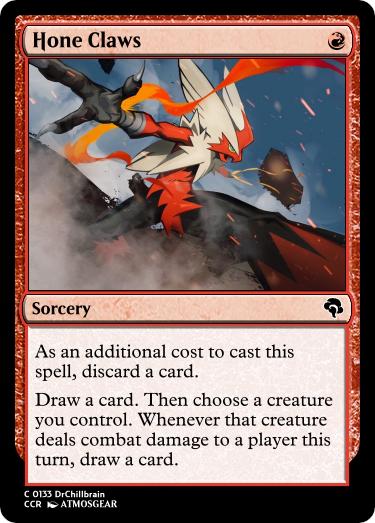 Hone Claws
Sorcery
As an additional cost to cast this
spell, discard a card.
Draw a card. Then choose a creature
you control. Whenever that creature
deals combat damage to a player this
turn, draw a card.
C 0133 DrChillbrain
CCR ATMOSGEAR